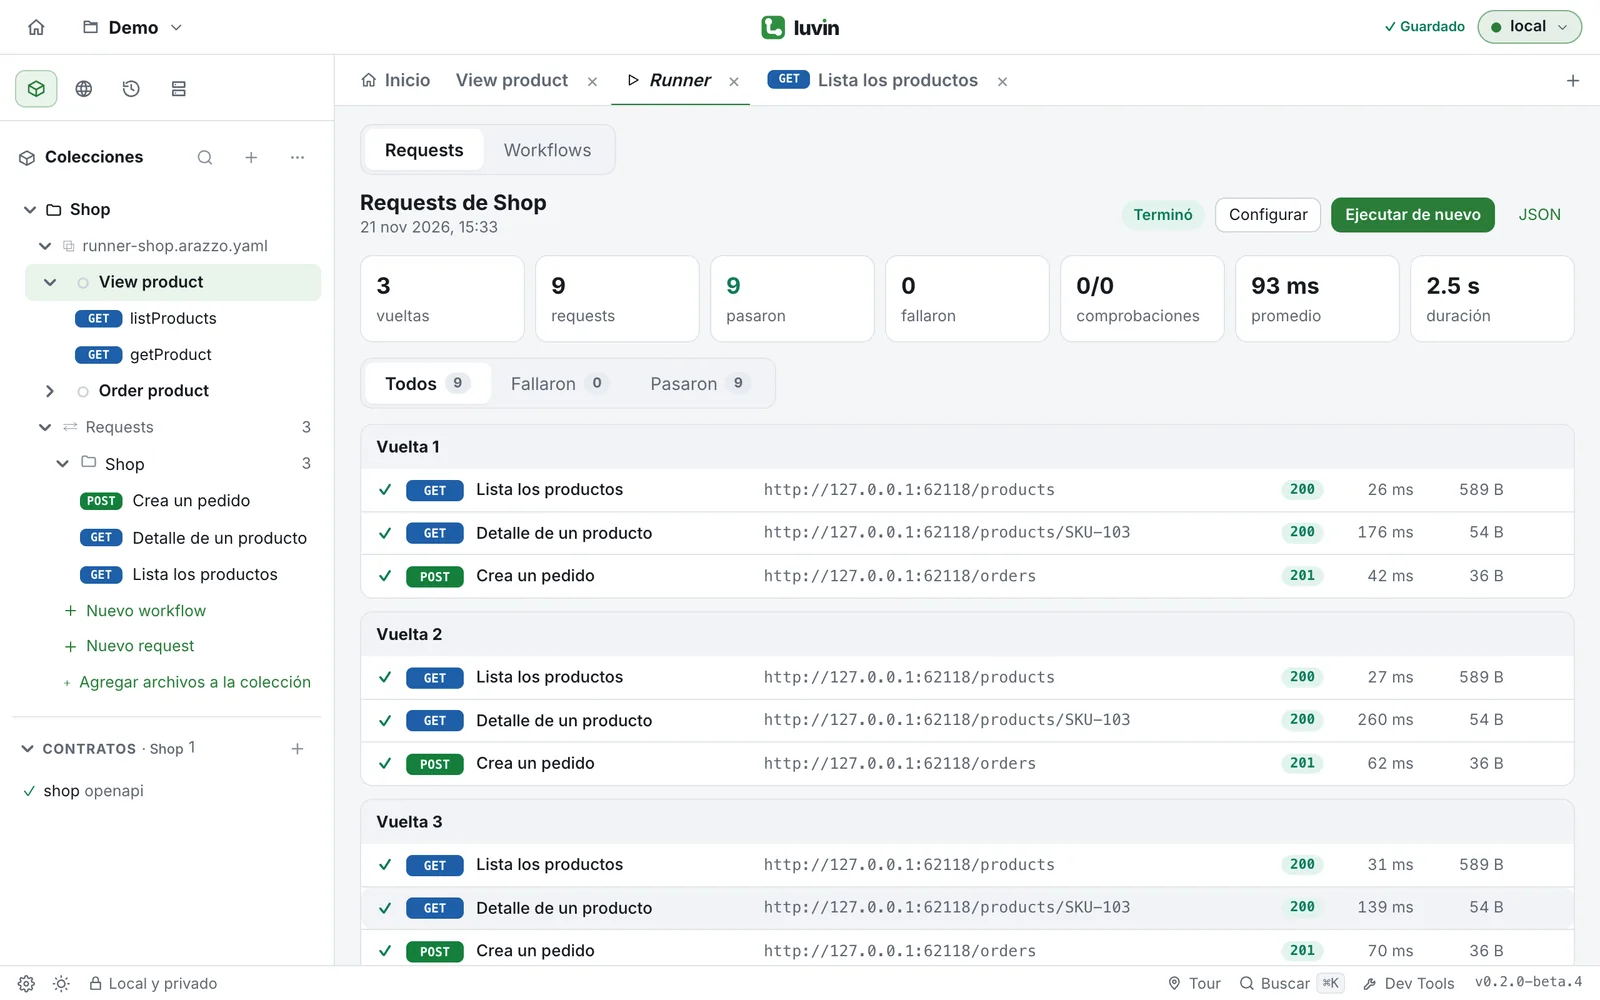 Demo
luvin
Guardado
local
Inicio
View product
Runner
GET Lista los productos
Colecciones
Shop
runner-shop.arazzo.yaml
View product
GET listProducts
GET getProduct
Order product
Requests 3
Shop 3
POST Crea un pedido
GET Detalle de un producto
GET Lista los productos
+ Nuevo workflow
+ Nuevo request
+ Agregar archivos a la colección
CONTRATOS · Shop 1
shop openapi
Requests Workflows
Requests de Shop
21 nov 2026, 15:33
Terminó Configurar Ejecutar de nuevo JSON
3 9 9 0 0/0 93 ms 2.5 s
vueltas requests pasaron fallaron comprobaciones promedio duración
Todos 9 Fallaron 0 Pasaron 9
Vuelta 1
GET Lista los productos http://127.0.0.1:62118/products 200 26 ms 589 B
GET Detalle de un producto http://127.0.0.1:62118/products/SKU-103 200 176 ms 54 B
POST Crea un pedido http://127.0.0.1:62118/orders 201 42 ms 36 B
Vuelta 2
GET Lista los productos http://127.0.0.1:62118/products 200 27 ms 589 B
GET Detalle de un producto http://127.0.0.1:62118/products/SKU-103 200 260 ms 54 B
POST Crea un pedido http://127.0.0.1:62118/orders 201 62 ms 36 B
Vuelta 3
GET Lista los productos http://127.0.0.1:62118/products 200 31 ms 589 B
GET Detalle de un producto http://127.0.0.1:62118/products/SKU-103 200 139 ms 54 B
POST Crea un pedido http://127.0.0.1:62118/orders 201 70 ms 36 B
Local y privado
Tour Buscar ⌘K Dev Tools v0.2.0-beta.4